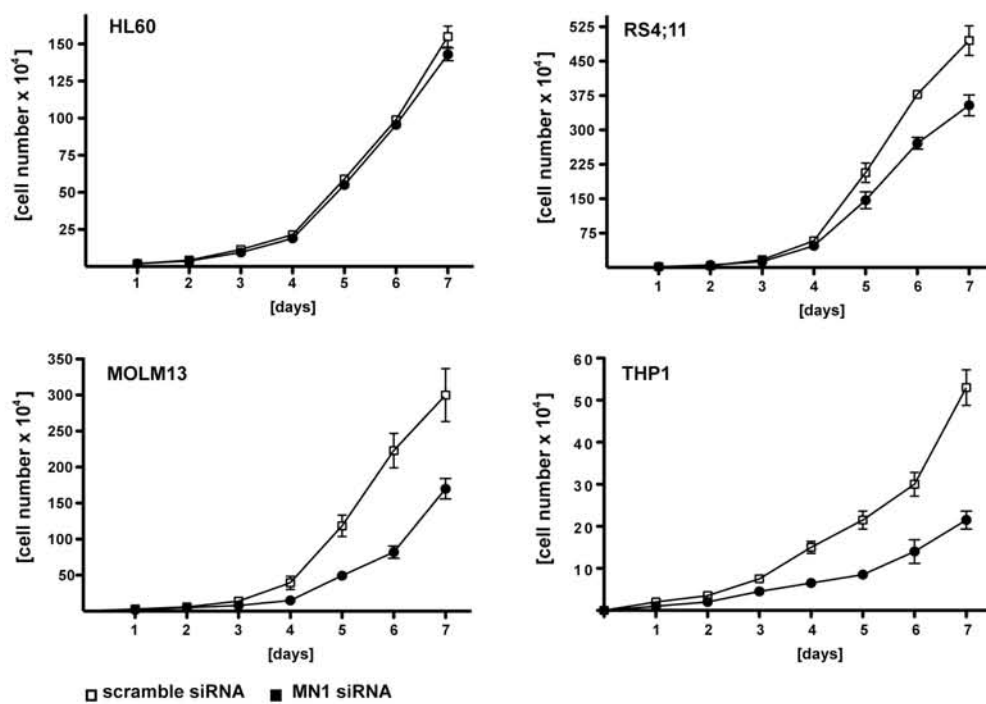 HL60
[cell number x 10⁴]
150
125
100
75
50
25
1 2 3 4 5 6 7
[days]
RS4;11
[cell number x 10⁴]
525
450
375
300
225
150
75
1 2 3 4 5 6 7
[days]
MOLM13
[cell number x 10⁴]
350
300
250
200
150
100
50
1 2 3 4 5 6 7
[days]
THP1
[cell number x 10⁴]
60
50
40
30
20
10
0
1 2 3 4 5 6 7
[days]
scramble siRNA MN1 siRNA